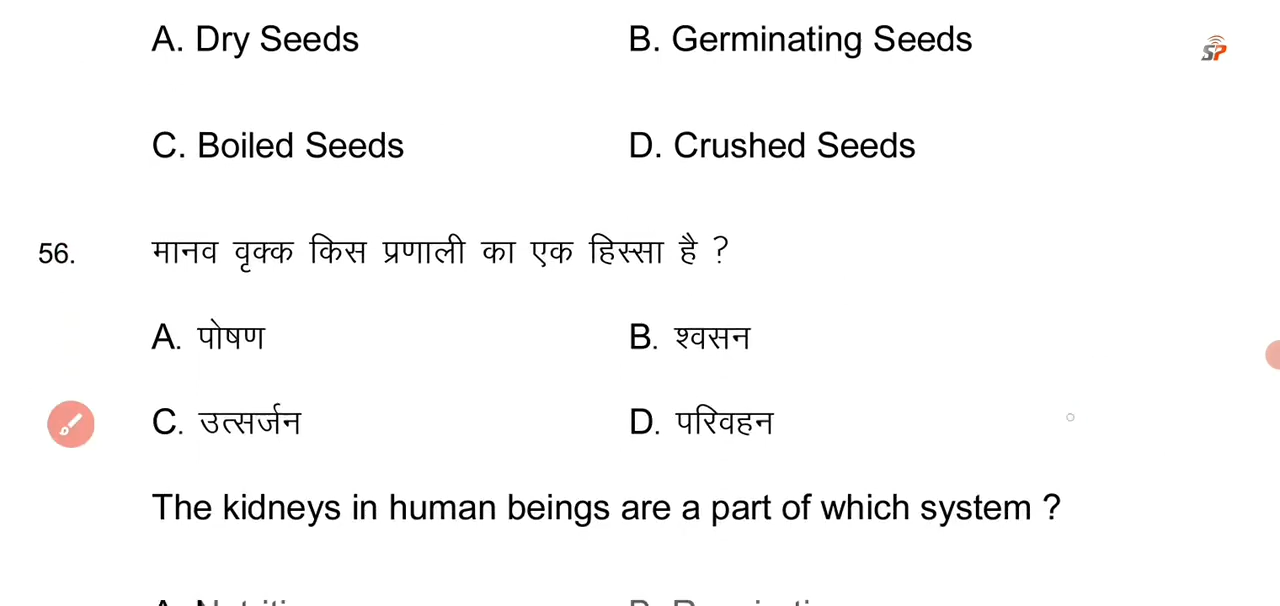 A. Dry Seeds B. Germinating Seeds
SP
C. Boiled Seeds D. Crushed Seeds
56. मानव वृक्क किस प्रणाली का एक हिस्सा है ?
A. पोषण B. श्वसन
C. उत्सर्जन D. परिवहन
The kidneys in human beings are a part of which system ?